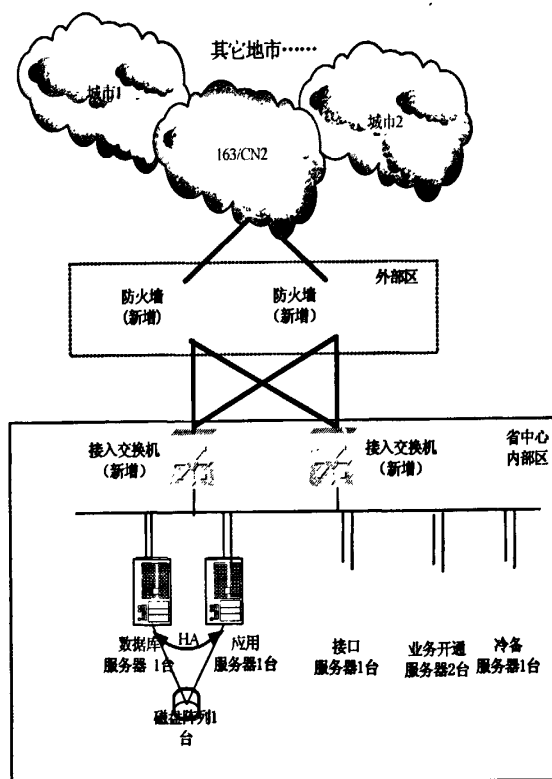 其它地市……
城市1
城市2
163/CN2
外部区
防火墙
(新增)
防火墙
（新增）
省中心
内部区
接入交换机
（新增）
接入交换机
（新增）
HA
数据库
服务器 1台
应用
服务器1台
接口
服务器1台
业务开通
服务器2台
冷备
服务器1台
磁盘阵列1
台